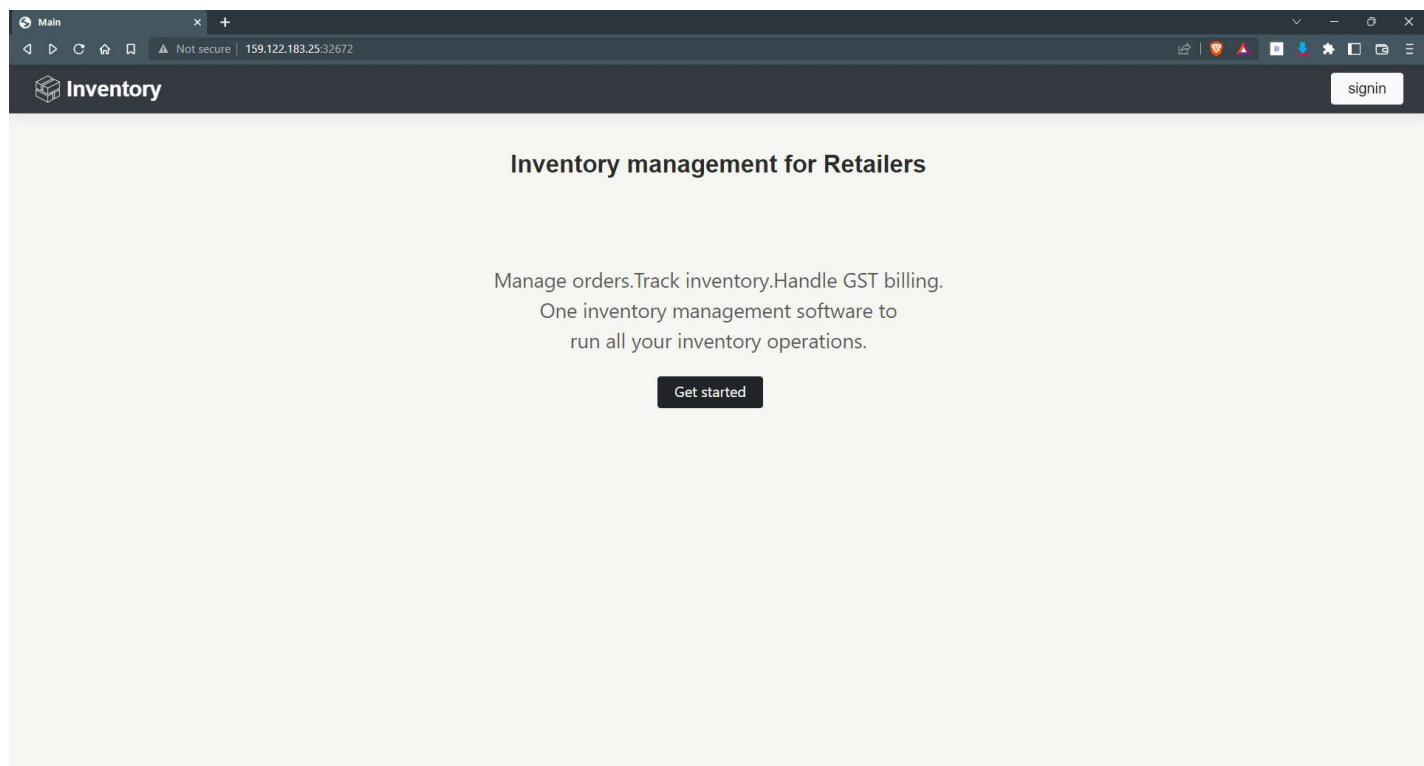 Main
Not secure | 159.122.183.25:32672
Inventory
signin
Inventory management for Retailers
Manage orders.Track inventory.Handle GST billing.
One inventory management software to
run all your inventory operations.
Get started